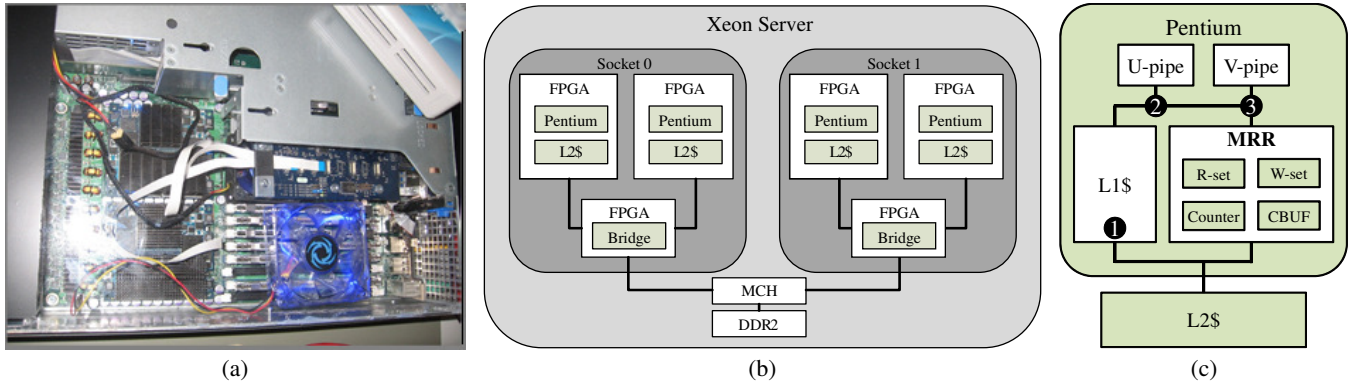 Xeon Server
Socket 0
Socket 1
FPGA
FPGA
FPGA
FPGA
Pentium
Pentium
Pentium
Pentium
L2$
L2$
L2$
L2$
FPGA
FPGA
Bridge
Bridge
MCH
DDR2
Pentium
U-pipe
V-pipe
2
3
MRR
L1$
R-set
W-set
Counter
CBUF
1
L2$
(a)
(b)
(c)